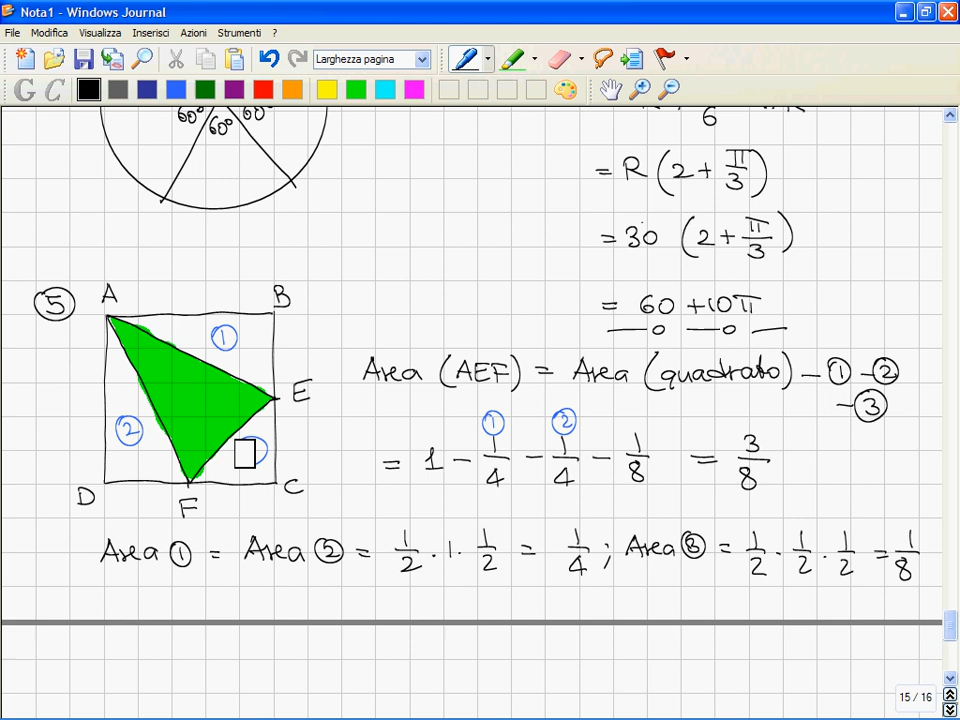 Nota1 - Windows Journal
File Modifica Visualizza Inserisci Azioni Strumenti ?
Larghezza pagina
G C
60° 60° 60°
6
= R (2 + π/3)
= 30 (2 + π/3)
= 60 + 10π
5
A B
1
E
2
D F C
Area (AEF) = Area (quadrato) - 1 - 2
- 3
1 2
= 1 - 1/4 - 1/4 - 1/8 = 3/8
Area 1 = Area 2 = 1/2 · 1 · 1/2 = 1/4 ; Area 3 = 1/2 · 1/2 · 1/2 = 1/8
15 / 16